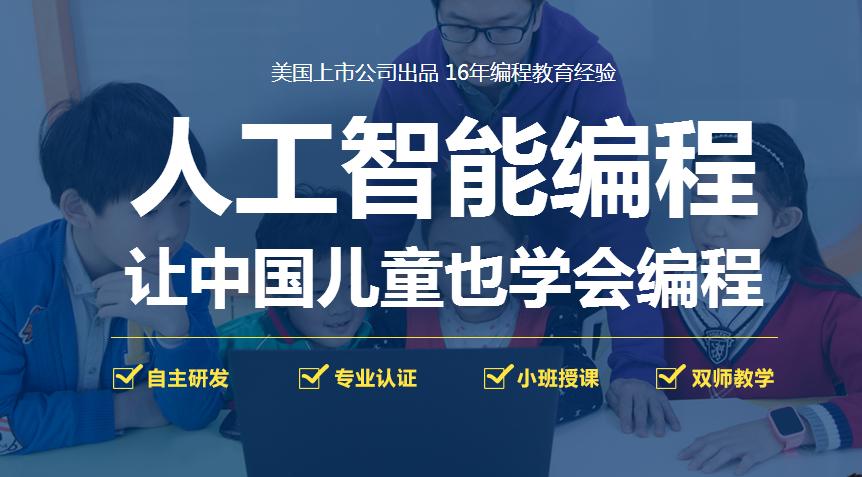 美国上市公司出品 16年编程教育经验
人工智能编程
让中国儿童也学会编程
自主研发 专业认证 小班授课 双师教学